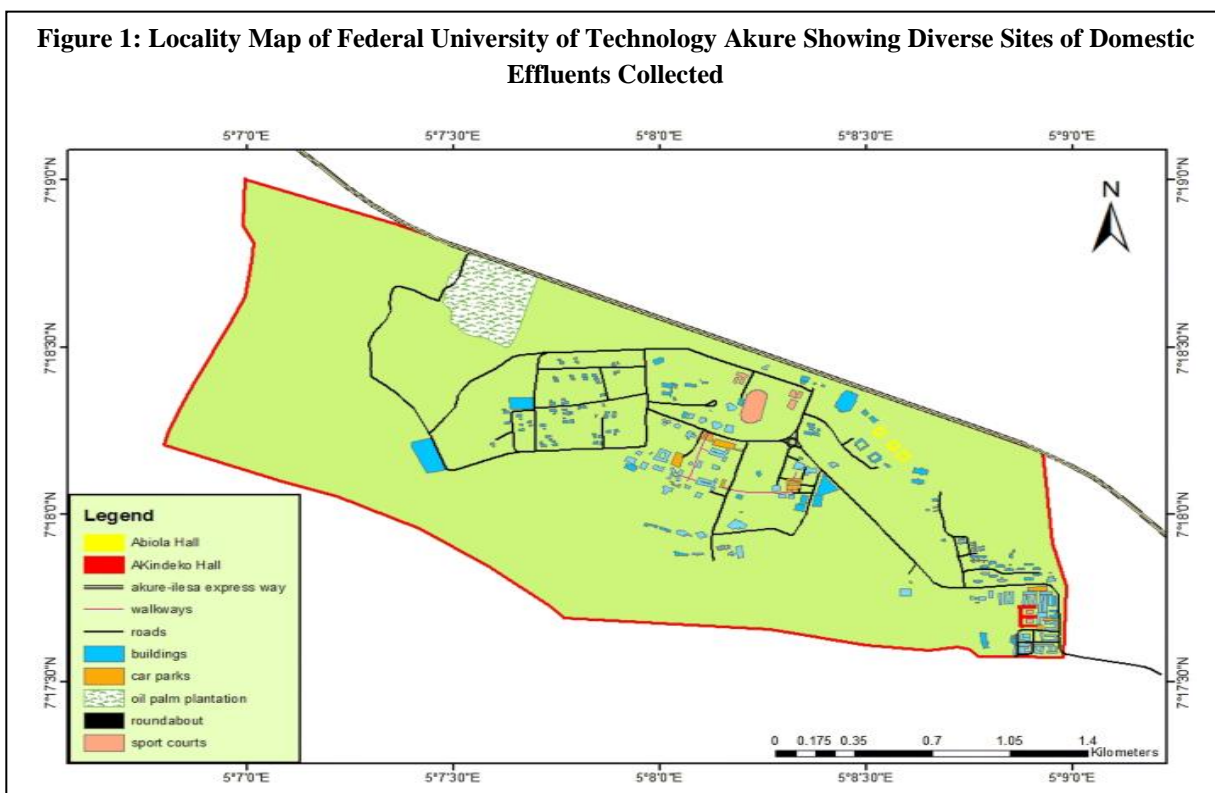 Figure 1: Locality Map of Federal University of Technology Akure Showing Diverse Sites of Domestic
Effluents Collected
5°7'0"E
5°7'30"E
5°8'0"E
5°8'30"E
5°9'0"E
7°19'0"N
7°19'0"N
N
7°18'30"N
7°18'30"N
7°18'0"N
7°18'0"N
Legend
Abiola Hall
AKindeko Hall
akure-ilesa express way
walkways
roads
buildings
car parks
oil palm plantation
roundabout
sport courts
7°17'30"N
7°17'30"N
0 0.175 0.35 0.7 1.05 1.4
Kilometers
5°7'0"E
5°7'30"E
5°8'0"E
5°8'30"E
5°9'0"E